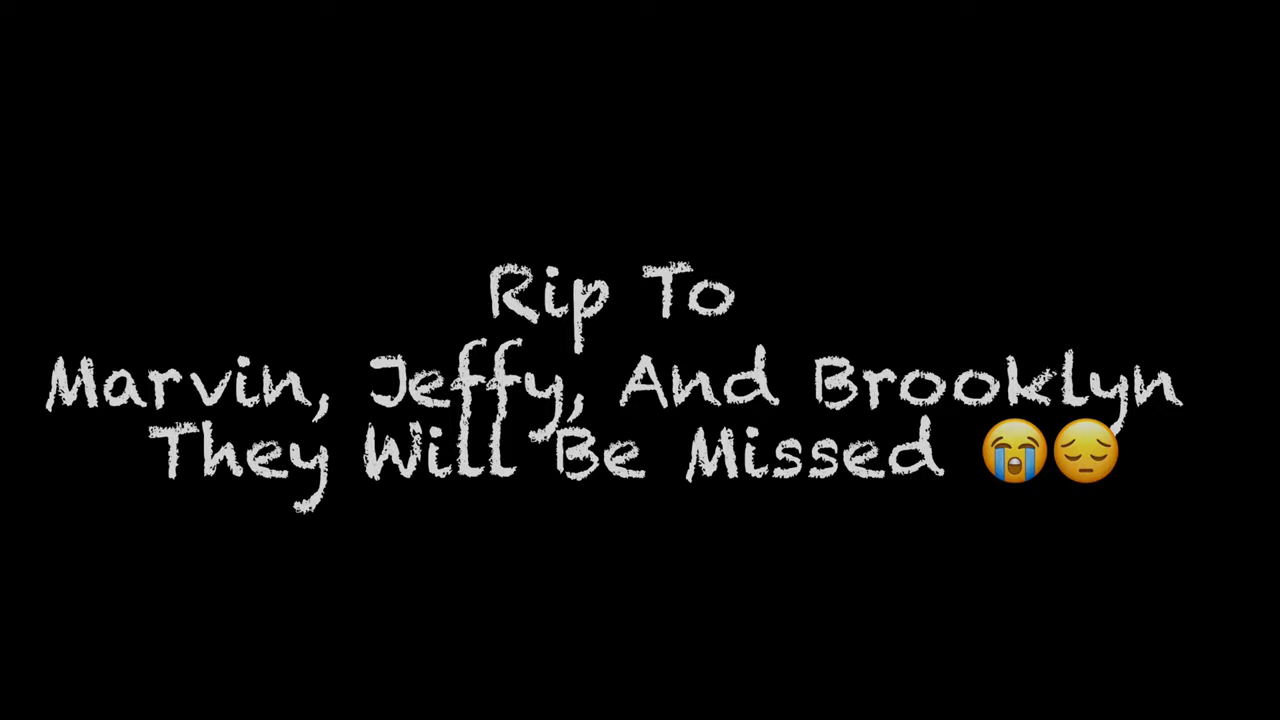 Rip To
Marvin, Jeffy, And Brooklyn
They Will Be Missed 😭😔